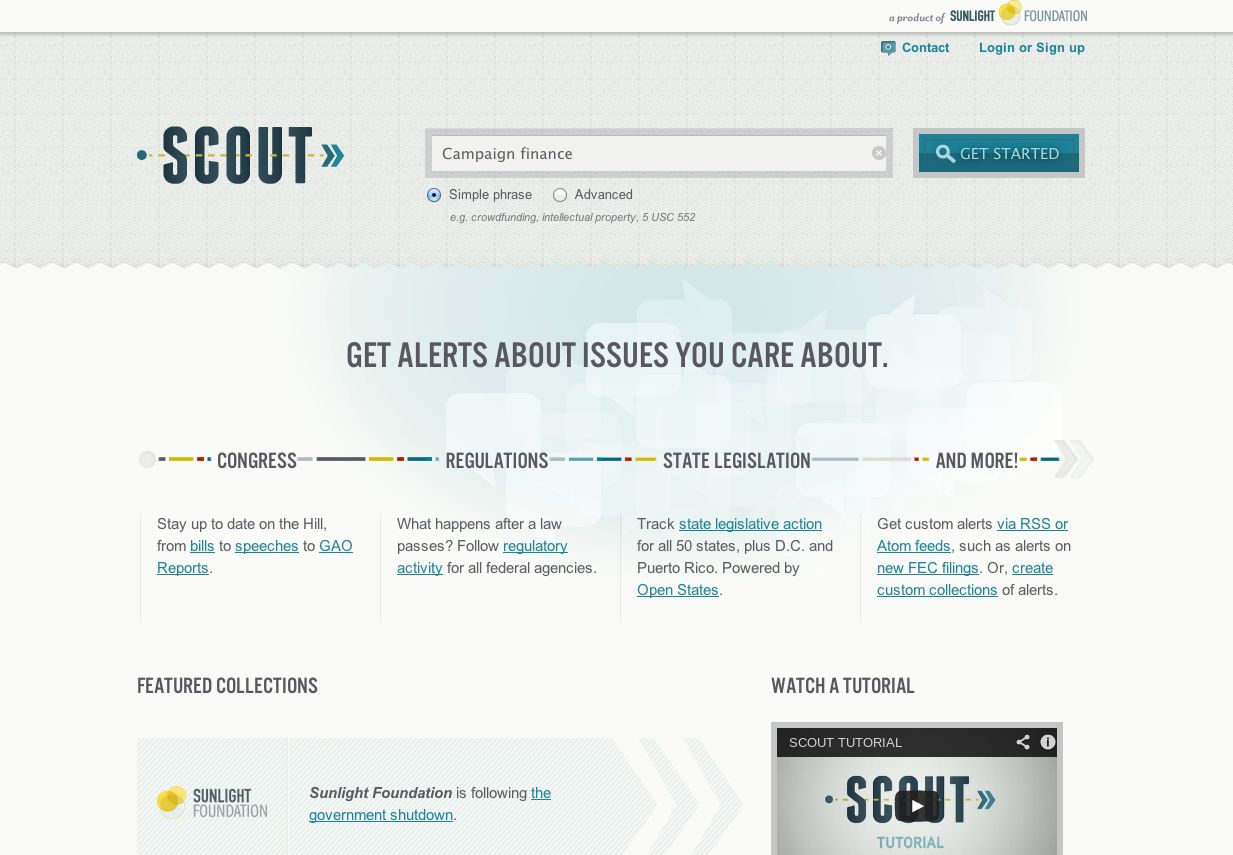 a product of SUNLIGHT FOUNDATION
Contact Login or Sign up
SCOUT
Campaign finance
GET STARTED
Simple phrase Advanced
e.g. crowdfunding, intellectual property, 5 USC 552
GET ALERTS ABOUT ISSUES YOU CARE ABOUT.
CONGRESS
Stay up to date on the Hill,
from bills to speeches to GAO
Reports.
REGULATIONS
What happens after a law
passes? Follow regulatory
activity for all federal agencies.
STATE LEGISLATION
Track state legislative action
for all 50 states, plus D.C. and
Puerto Rico. Powered by
Open States.
AND MORE!
Get custom alerts via RSS or
Atom feeds, such as alerts on
new FEC filings. Or, create
custom collections of alerts.
FEATURED COLLECTIONS
SUNLIGHT
FOUNDATION
Sunlight Foundation is following the
government shutdown.
WATCH A TUTORIAL
SCOUT TUTORIAL
SCOUT
TUTORIAL